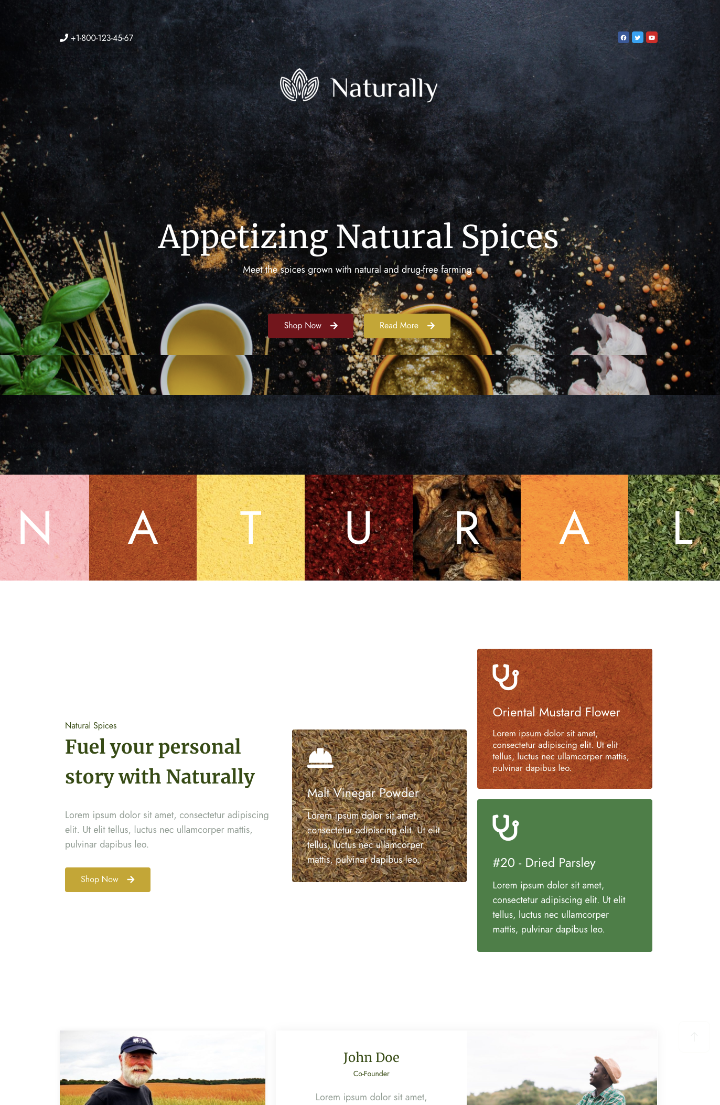 +1-800-123-45-67
Naturally
Appetizing Natural Spices
Meet the spices grown with natural and drug-free farming.
Shop Now
Read More
N A T U R A L
Natural Spices
Fuel your personal
story with Naturally
Lorem ipsum dolor sit amet, consectetur adipiscing
elit. Ut elit tellus, luctus nec ullamcorper mattis,
pulvinar dapibus leo.
Shop Now
Malt Vinegar Powder
Lorem ipsum dolor sit amet,
consectetur adipiscing elit. Ut elit
tellus, luctus nec ullamcorper
mattis, pulvinar dapibus leo.
Oriental Mustard Flower
Lorem ipsum dolor sit amet,
consectetur adipiscing elit. Ut elit
tellus, luctus nec ullamcorper mattis,
pulvinar dapibus leo.
#20 - Dried Parsley
Lorem ipsum dolor sit amet,
consectetur adipiscing elit. Ut elit
tellus, luctus nec ullamcorper
mattis, pulvinar dapibus leo.
John Doe
Co-Founder
Lorem ipsum dolor sit amet,